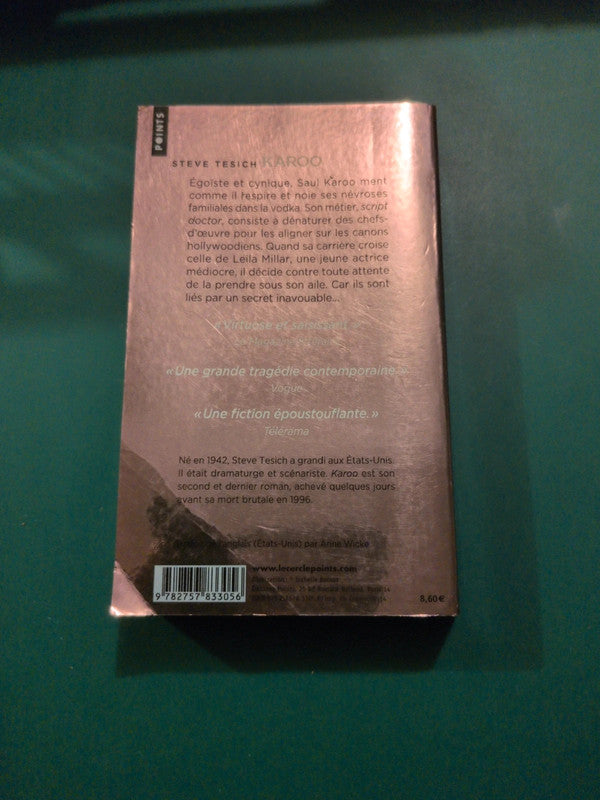 POINTS
STEVE TESICH KAROO
Égoïste et cynique, Saul Karoo ment
comme il respire et noie ses névroses
familiales dans la vodka. Son métier, script
doctor, consiste à dénaturer des chefs-
d'œuvre pour les aligner sur les canons
hollywoodiens. Quand sa carrière croise
celle de Leila Millar, une jeune actrice
médiocre, il décide contre toute attente
de la prendre sous son aile. Car ils sont
liés par un secret inavouable...
« Virtuose et saisissant. »
Le Magazine littéraire
« Une grande tragédie contemporaine. »
Vogue
« Une fiction époustouflante. »
Télérama
Né en 1942, Steve Tesich a grandi aux États-Unis.
Il était dramaturge et scénariste. Karoo est son
second et dernier roman, achevé quelques jours
avant sa mort brutale en 1996.
anglais (États-Unis) par Anne Wicke
www.lecerclepoints.com
9 782757 833056
8,60€